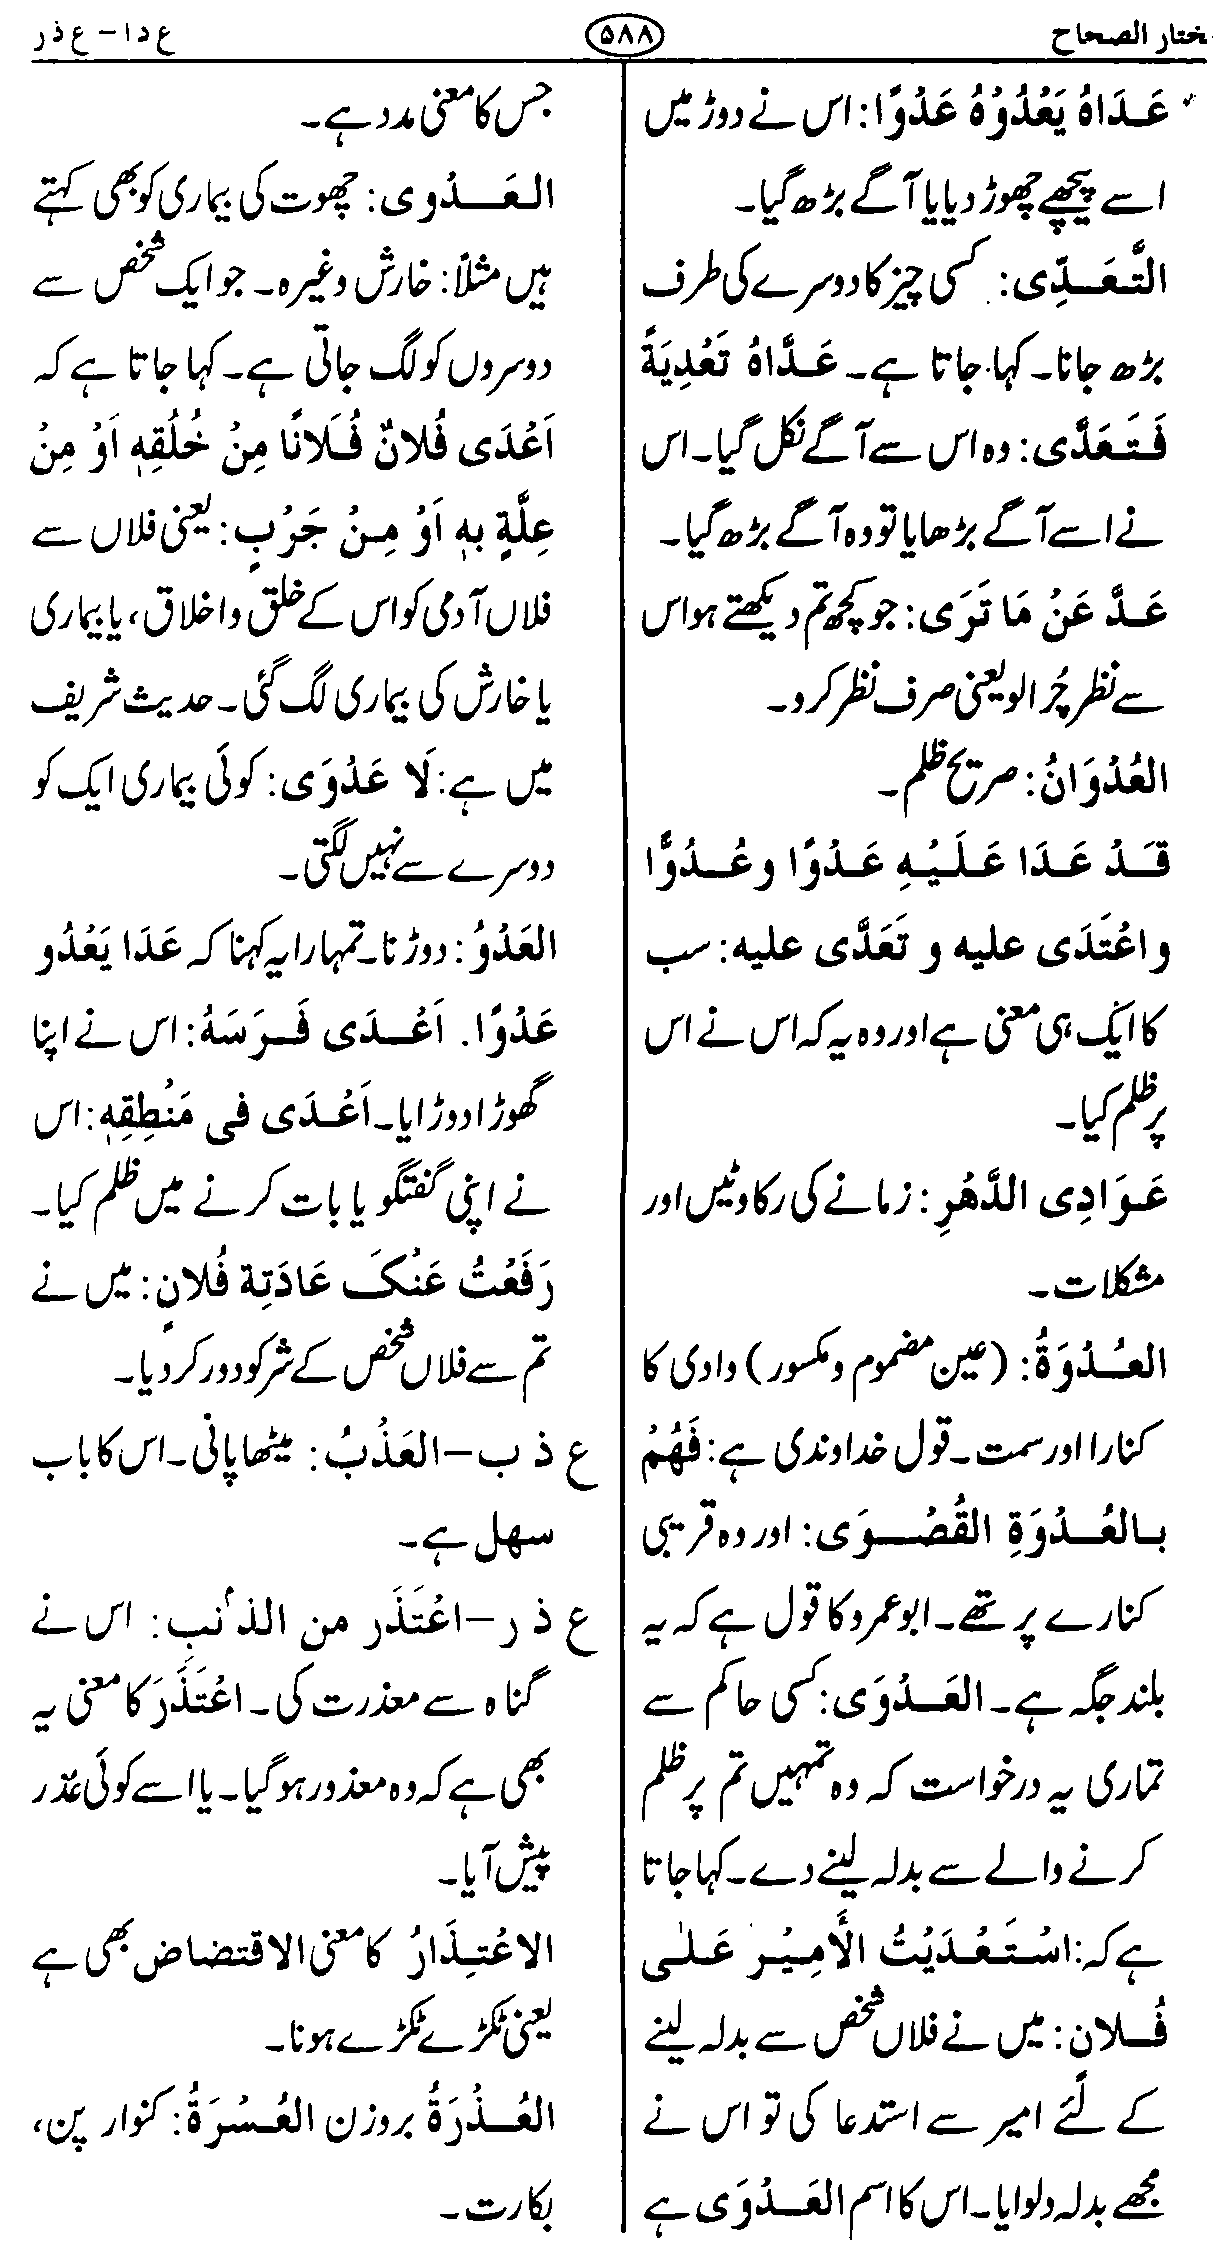 ختار الصحاح
۵۸۸
ع د ا – ع ذ ر
عَدَاهُ يَعْدُوْهُ عَدْوًا: اس نے دوڑ میں
اسے پیچھے چھوڑ دیا یا آگے بڑھ گیا۔
التَّعَدِّى: کسی چیز کا دوسرے کی طرف
بڑھ جانا۔ کہا جاتا ہے۔ عَدَّاهُ تَعْدِيَةً
فَتَعَدَّى: وہ اس سے آگے نکل گیا۔ اس
نے اسے آگے بڑھایا تو وہ آگے بڑھ گیا۔
عَدَّ عَنْ مَا تَرَى: جو کچھ تم دیکھتے ہو اس
سے نظر چُرالو یعنی صرف نظر کرو۔
العُدْوَانُ: صریح ظلم۔
قَدْ عَدَا عَلَيْهِ عَدْوًا وعُدُوًّا
واعْتَدَى عليه و تَعَدَّى عليه: سب
کا ایک ہی معنی ہے اور وہ یہ کہ اس نے اس
پر ظلم کیا۔
عَوَادِى الدَّهْرِ: زمانے کی رکاوٹیں اور
مشکلات۔
العُدْوَةُ: (عین مضموم و مکسور) وادی کا
کنارا اور سمت۔ قول خداوندی ہے: فَهُمْ
بالعُدْوَةِ القُصْوَى: اور وہ قریبی
کنارے پر تھے۔ ابوعمرو کا قول ہے کہ یہ
بلند جگہ ہے۔ العَدْوَى: کسی حاکم سے
تماری یہ درخواست کہ وہ تمہیں تم پر ظلم
کرنے والے سے بدلہ لینے دے۔ کہا جاتا
ہے کہ: اسْتَعْدَيْتُ الأَمِيْرَ عَلٰى
فُلان: میں نے فلاں شخص سے بدلہ لینے
کے لئے امیر سے استدعا کی تو اس نے
مجھے بدلہ دلوایا۔ اس کا اسم العَدْوَى ہے
جس کا معنی مدد ہے۔
العَدْوى: چھوت کی بیماری کو بھی کہتے
ہیں مثلاً: خارش وغیرہ۔ جو ایک شخص سے
دوسروں کو لگ جاتی ہے۔ کہا جاتا ہے کہ
اَعْدَى فُلانٌ فُلَانًا مِنْ خُلُقِهٖ اَوْ مِنْ
عِلَّةٍ بهٖ اَوْ مِنْ جَرْبٍ: یعنی فلاں سے
فلاں آدمی کو اس کے خلق و اخلاق، یا بیماری
یا خارش کی بیماری لگ گئی۔ حدیث شریف
میں ہے: لَا عَدْوَى: کوئی بیماری ایک کو
دوسرے سے نہیں لگتی۔
العَدْوُ: دوڑنا۔ تمہارا یہ کہنا کہ عَدَا يَعْدُو
عَدْوًا. اَعْدَى فَرَسَهُ: اس نے اپنا
گھوڑا دوڑایا۔ اَعْدَى فى مَنْطِقِهٖ: اس
نے اپنی گفتگو یا بات کرنے میں ظلم کیا۔
رَفَعْتُ عَنْكَ عَادَتِة فُلانٍ: میں نے
تم سے فلاں شخص کے شر کو دور کر دیا۔
ع ذ ب – العَذْبُ: میٹھا پانی۔ اس کا باب
سهل ہے۔
ع ذ ر – اعْتَذَر من الذنبِ: اس نے
گناہ سے معذرت کی۔ اعْتَذَرَ کا معنی یہ
بھی ہے کہ وہ معذور ہو گیا۔ یا اسے کوئی عذر
پیش آیا۔
الاعْتِذَارُ کا معنی الاقتضاض بھی ہے
یعنی ٹکڑے ٹکڑے ہونا۔
العُذْرَةُ بروزن العُسْرَةُ: کنوار پن،
بکارت۔